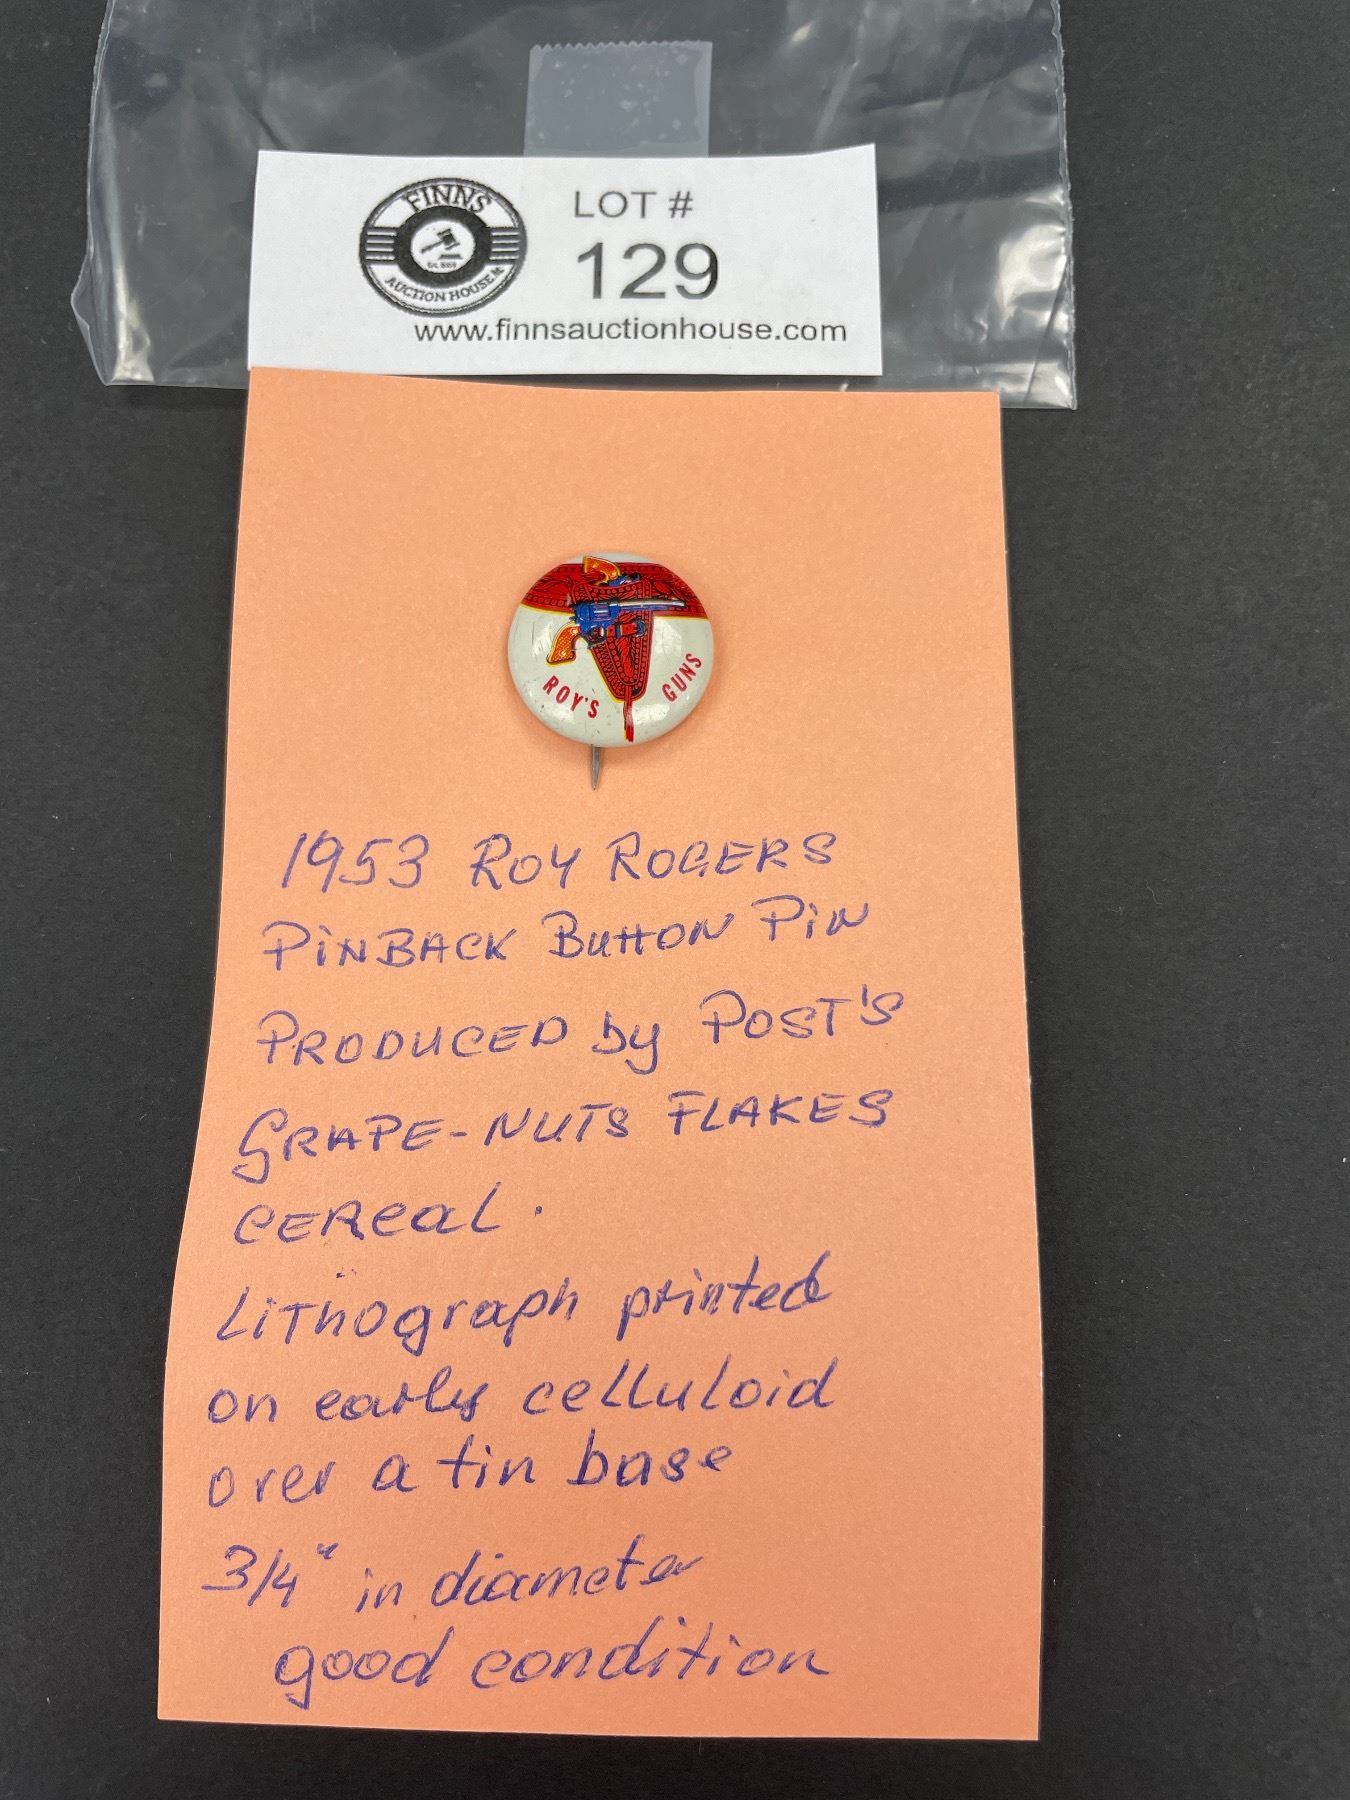 FINNS
AUCTION HOUSE
LOT #
129
www.finnsauctionhouse.com
ROY'S GUNS
1953 ROY ROGERS
PiNBACK BUttON PiN
PRODUCED by POST'S
GRAPE-NUTS FLAKES
CEREAL.
Lithograph printed
on early celluloid
over a tin base
3/4" in diameter
good condition